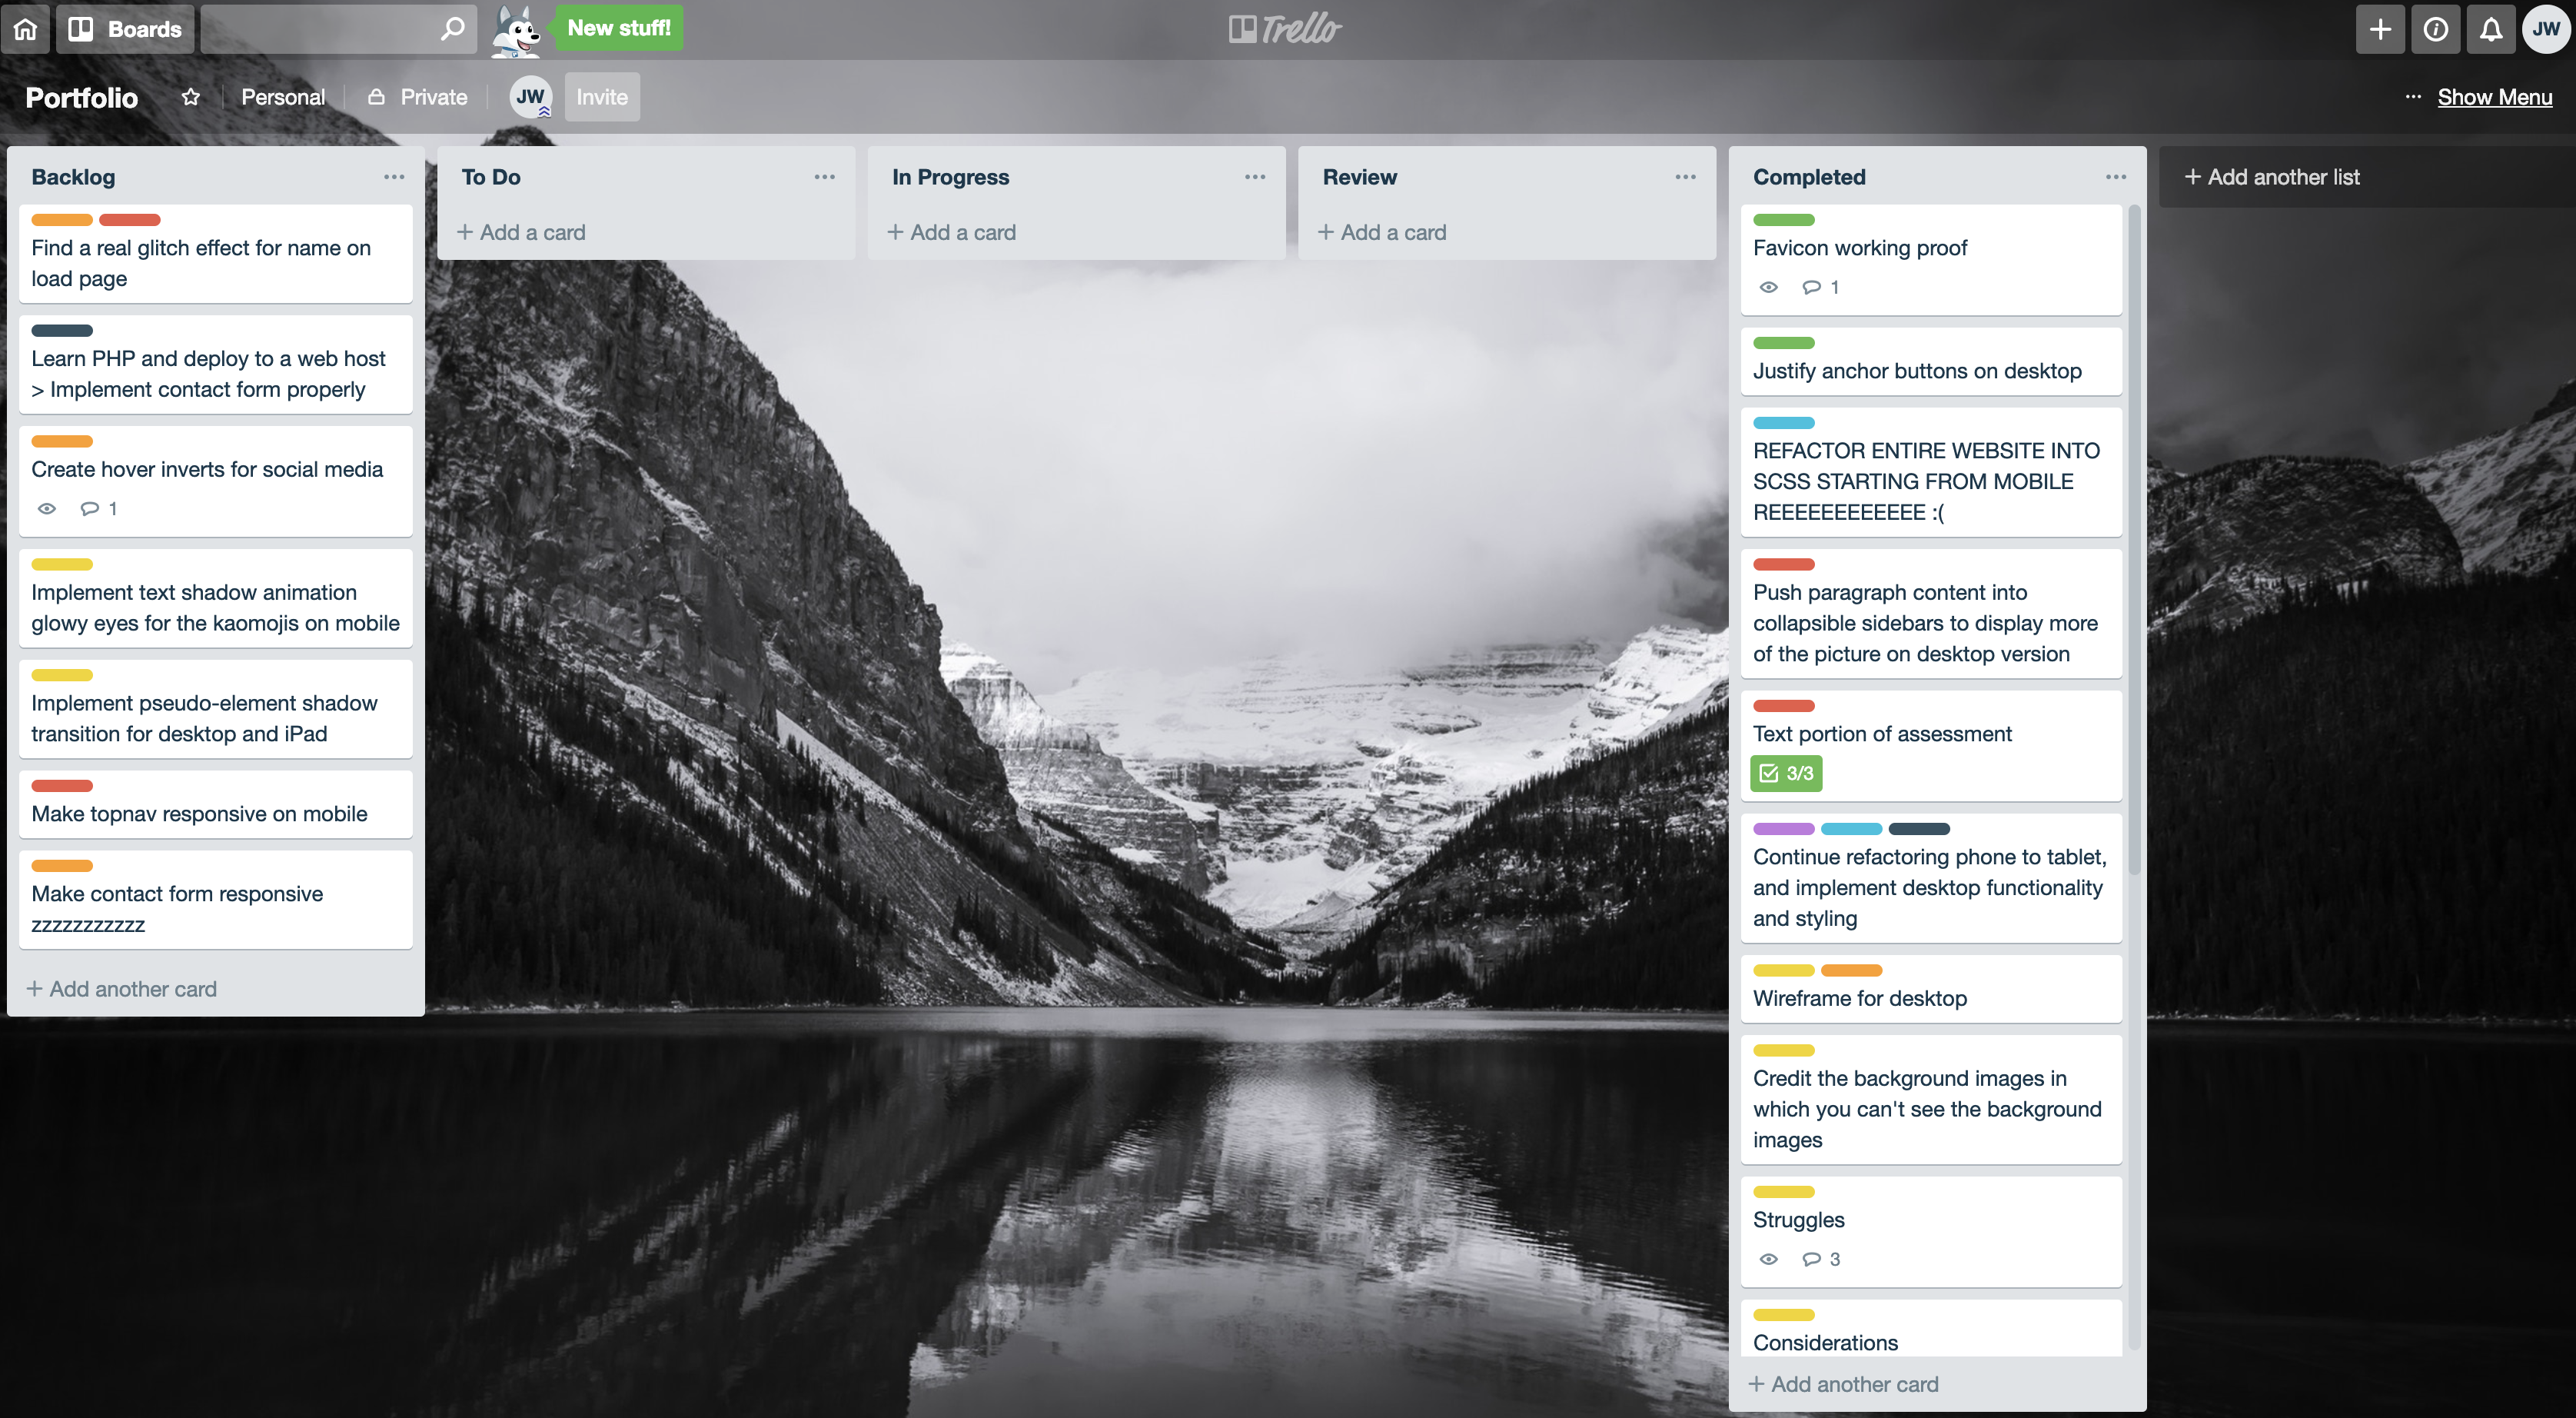 Boards
New stuff!
Trello
JW
Portfolio
Personal
Private
JW
Invite
... Show Menu
Backlog
Find a real glitch effect for name on
load page
Learn PHP and deploy to a web host
> Implement contact form properly
Create hover inverts for social media
1
Implement text shadow animation
glowy eyes for the kaomojis on mobile
Implement pseudo-element shadow
transition for desktop and iPad
Make topnav responsive on mobile
Make contact form responsive
zzzzzzzzzzz
+ Add another card
To Do
+ Add a card
In Progress
+ Add a card
Review
+ Add a card
Completed
Favicon working proof
1
Justify anchor buttons on desktop
REFACTOR ENTIRE WEBSITE INTO
SCSS STARTING FROM MOBILE
REEEEEEEEEEEE :(
Push paragraph content into
collapsible sidebars to display more
of the picture on desktop version
Text portion of assessment
3/3
Continue refactoring phone to tablet,
and implement desktop functionality
and styling
Wireframe for desktop
Credit the background images in
which you can't see the background
images
Struggles
3
Considerations
+ Add another card
+ Add another list